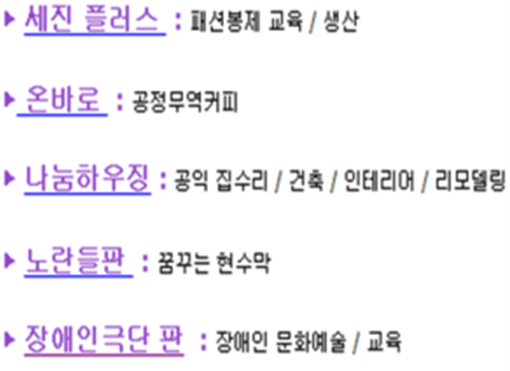 ▶ 세진 플러스 : 패션봉제 교육 / 생산
▶ 온바로 : 공정무역커피
▶ 나눔하우징 : 공익 집수리 / 건축 / 인테리어 / 리모델링
▶ 노란들판 : 꿈꾸는 현수막
▶ 장애인극단 판 : 장애인 문화예술 / 교육